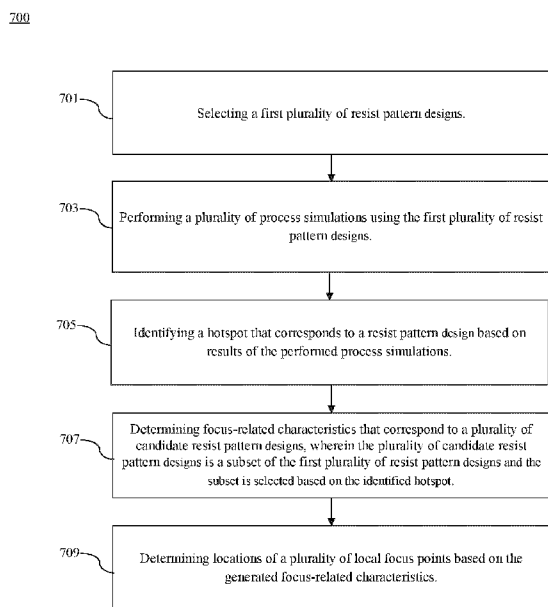 700
701
Selecting a first plurality of resist pattern designs.
703
Performing a plurality of process simulations using the first plurality of resist
pattern designs.
705
Identifying a hotspot that corresponds to a resist pattern design based on
results of the performed process simulations.
707
Determining focus-related characteristics that correspond to a plurality of
candidate resist pattern designs, wherein the plurality of candidate resist
pattern designs is a subset of the first plurality of resist pattern designs and the
subset is selected based on the identified hotspot.
709
Determining locations of a plurality of local focus points based on the
generated focus-related characteristics.